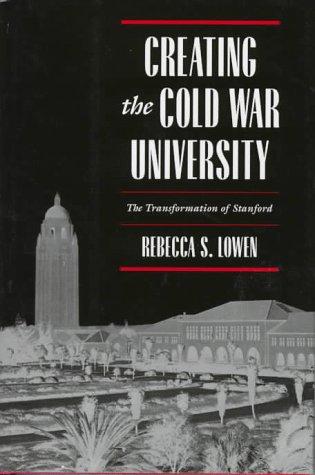 CREATING
the COLD WAR
UNIVERSITY
The Transformation of Stanford
REBECCA S. LOWEN